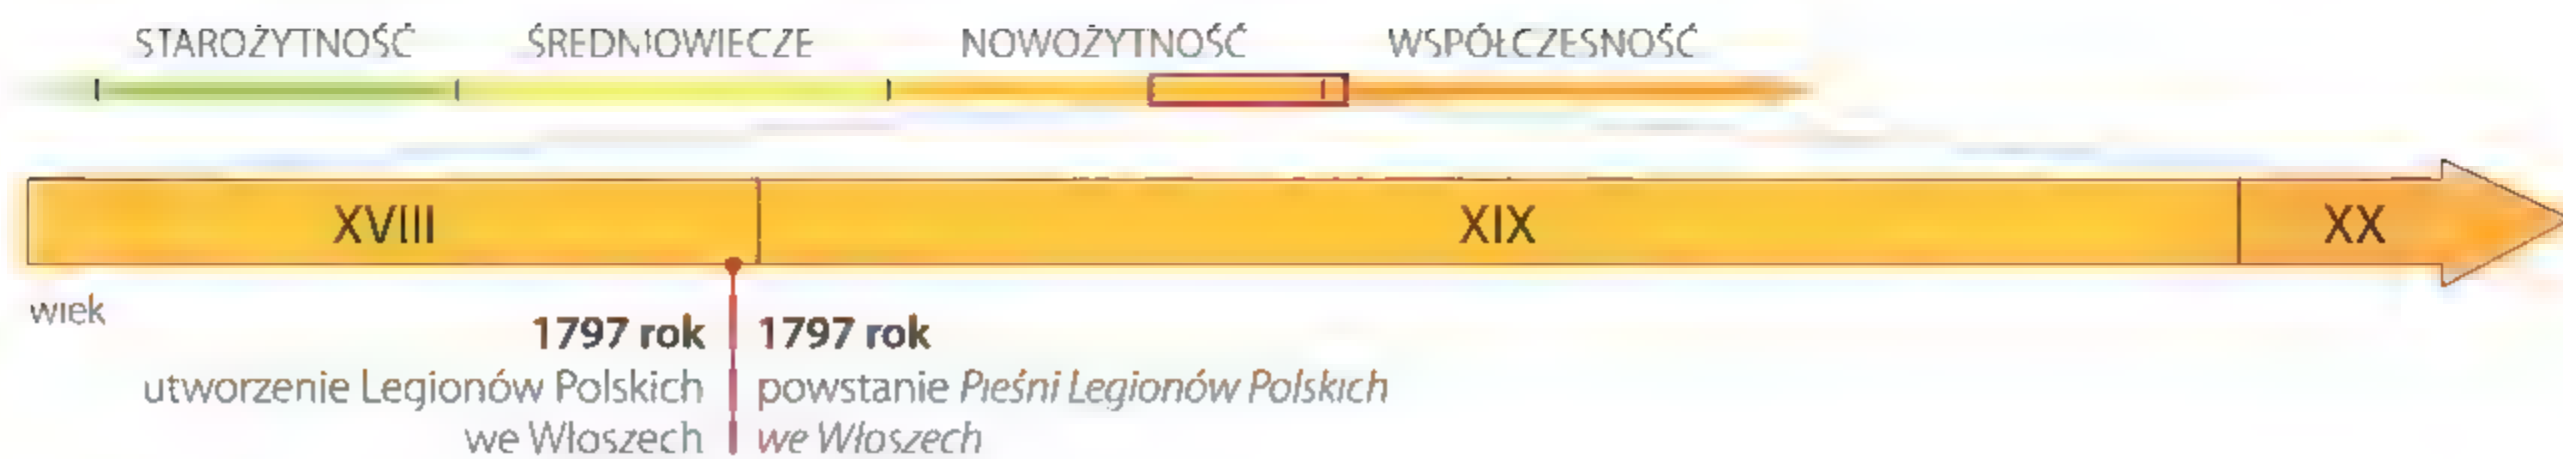 STAROŻYTNOŚĆ ŚREDNIOWIECZE NOWOŻYTNOŚĆ WSPÓŁCZESNOŚĆ
XVIII XIX XX
wiek
1797 rok
utworzenie Legionów Polskich
we Włoszech
1797 rok
powstanie Pieśni Legionów Polskich
we Włoszech